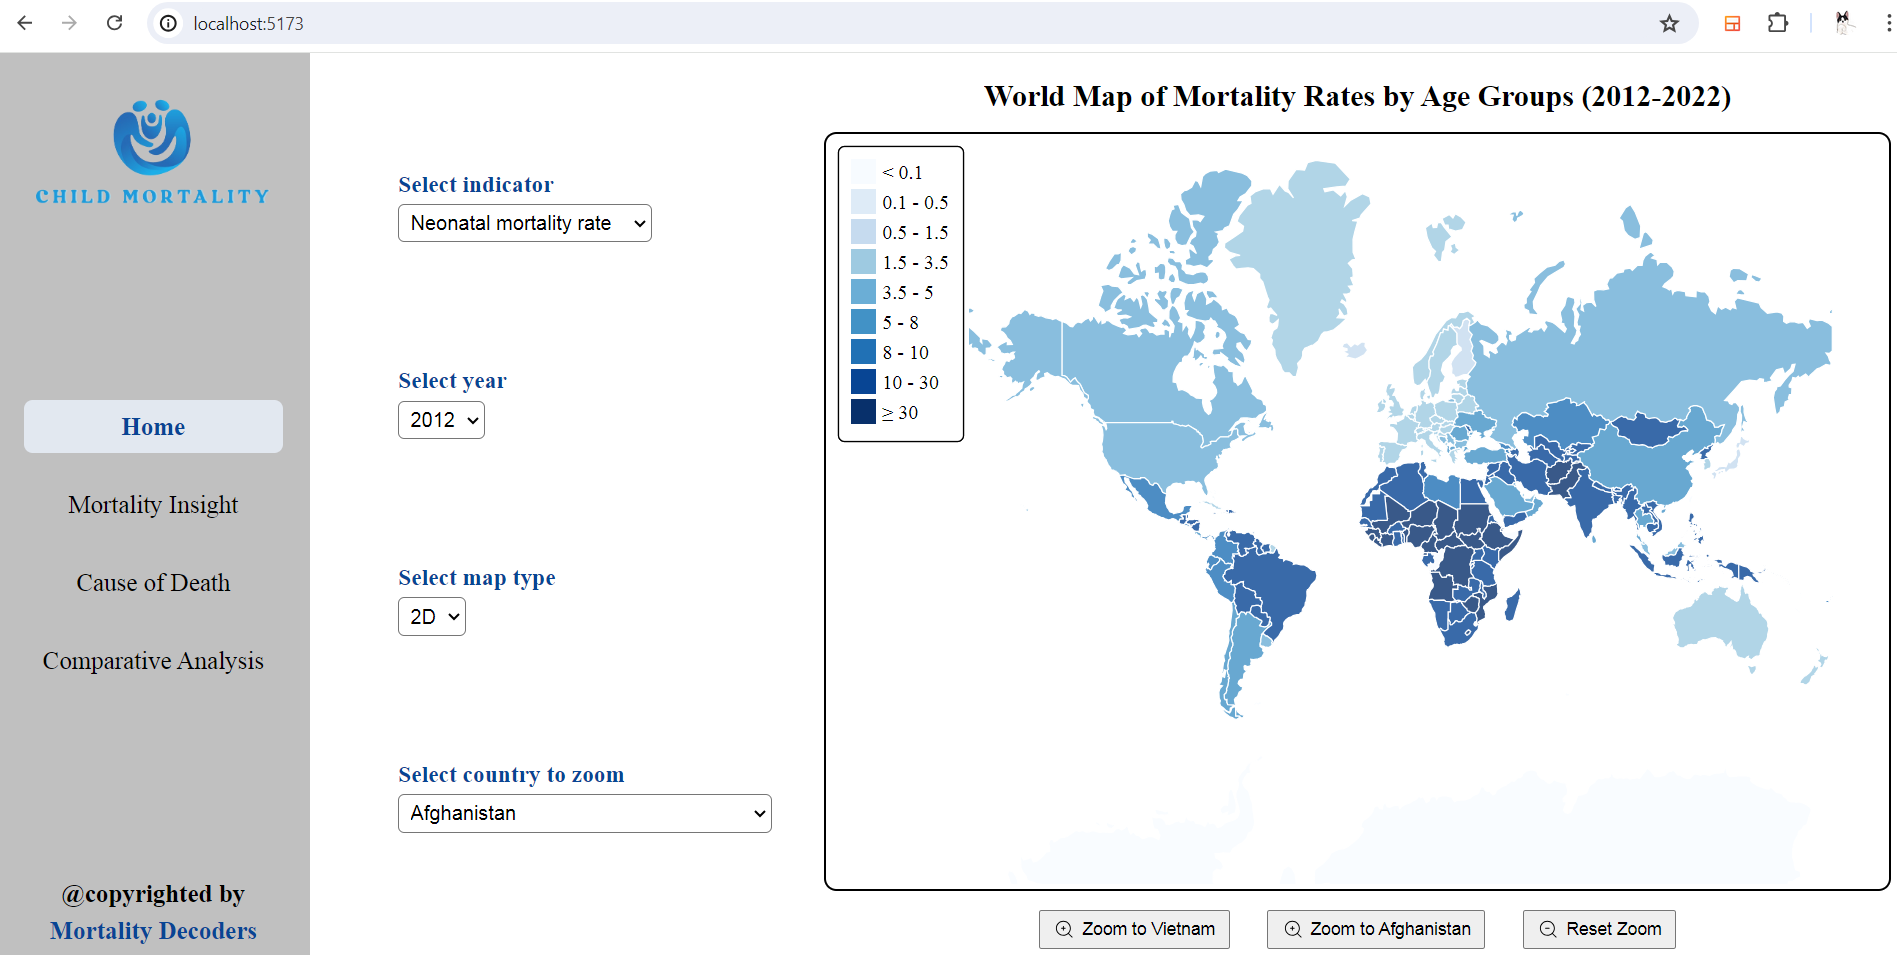 localhost:5173
CHILD MORTALITY
Home
Mortality Insight
Cause of Death
Comparative Analysis
@copyrighted by
Mortality Decoders
Select indicator
Neonatal mortality rate
Select year
2012
Select map type
2D
Select country to zoom
Afghanistan
World Map of Mortality Rates by Age Groups (2012-2022)
< 0.1
0.1 - 0.5
0.5 - 1.5
1.5 - 3.5
3.5 - 5
5 - 8
8 - 10
10 - 30
≥ 30
Zoom to Vietnam
Zoom to Afghanistan
Reset Zoom